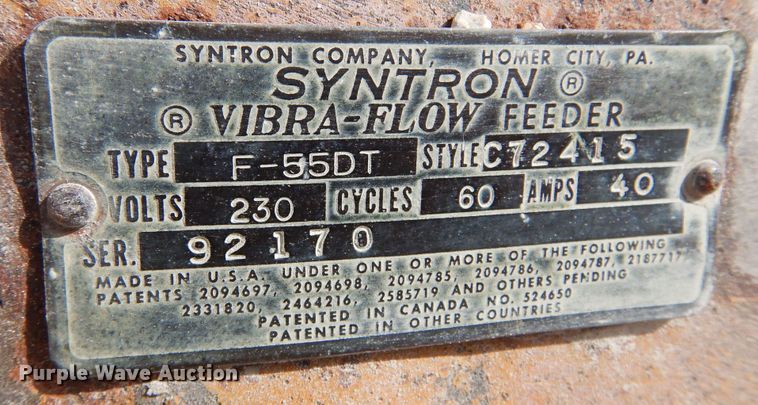 SYNTRON COMPANY, HOMER CITY, PA.
SYNTRON ®
® VIBRA-FLOW FEEDER
TYPE F-55DT STYLE C72415
VOLTS 230 CYCLES 60 AMPS 40
SER. 92170
MADE IN U.S.A. UNDER ONE OR MORE OF THE FOLLOWING
PATENTS 2094697, 2094698, 2094785, 2094786, 2094787, 2187717,
2331820, 2464216, 2585719 AND OTHERS PENDING
PATENTED IN CANADA NO. 524650
PATENTED IN OTHER COUNTRIES
Purple Wave Auction